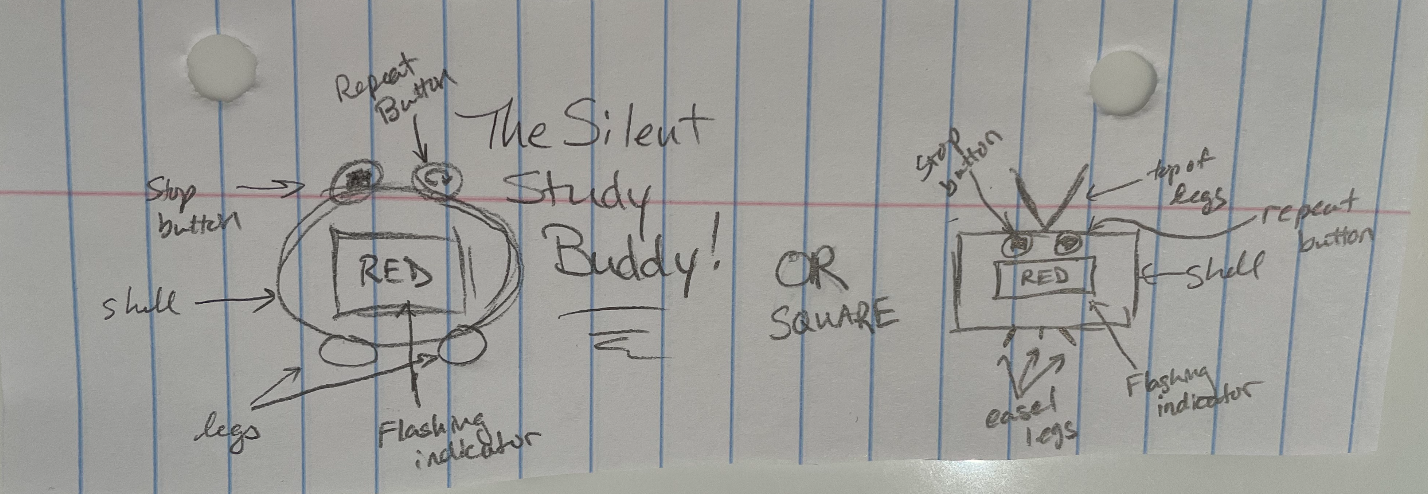 Repeat
Button
The Silent
Study
Buddy!
Stop
button
RED
shell
legs
Flashing
indicator
OR
SQUARE
Stop
button
top of
legs
repeat
button
RED
shell
easel
legs
Flashing
indicator